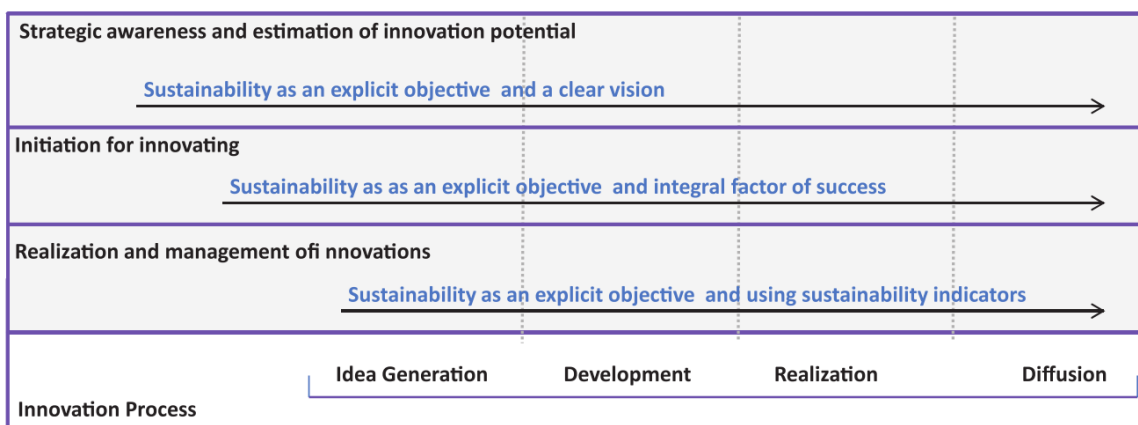 Strategic awareness and estimation of innovation potential
Sustainability as an explicit objective and a clear vision
Initiation for innovating
Sustainability as as an explicit objective and integral factor of success
Realization and management ofi nnovations
Sustainability as an explicit objective and using sustainability indicators
Idea Generation Development Realization Diffusion
Innovation Process